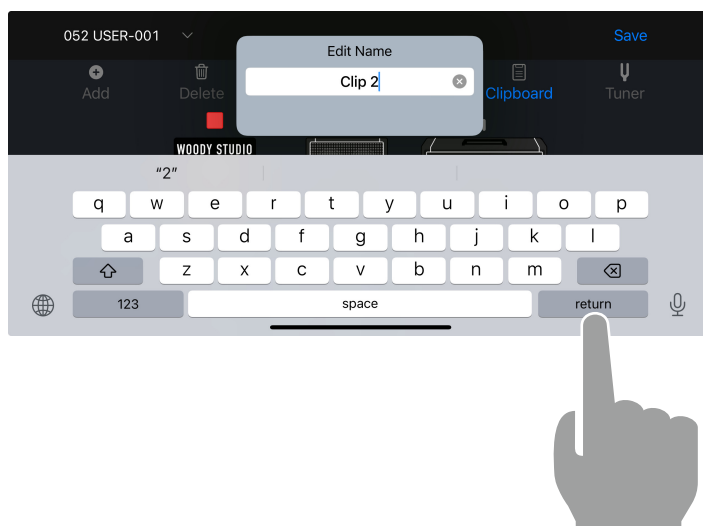 052 USER-001
Save
Edit Name
Clip 2
Add
Delete
Clipboard
Tuner
WOODY STUDIO
“2”
q w e r t y u i o p
a s d f g h j k l
z x c v b n m
123 space return